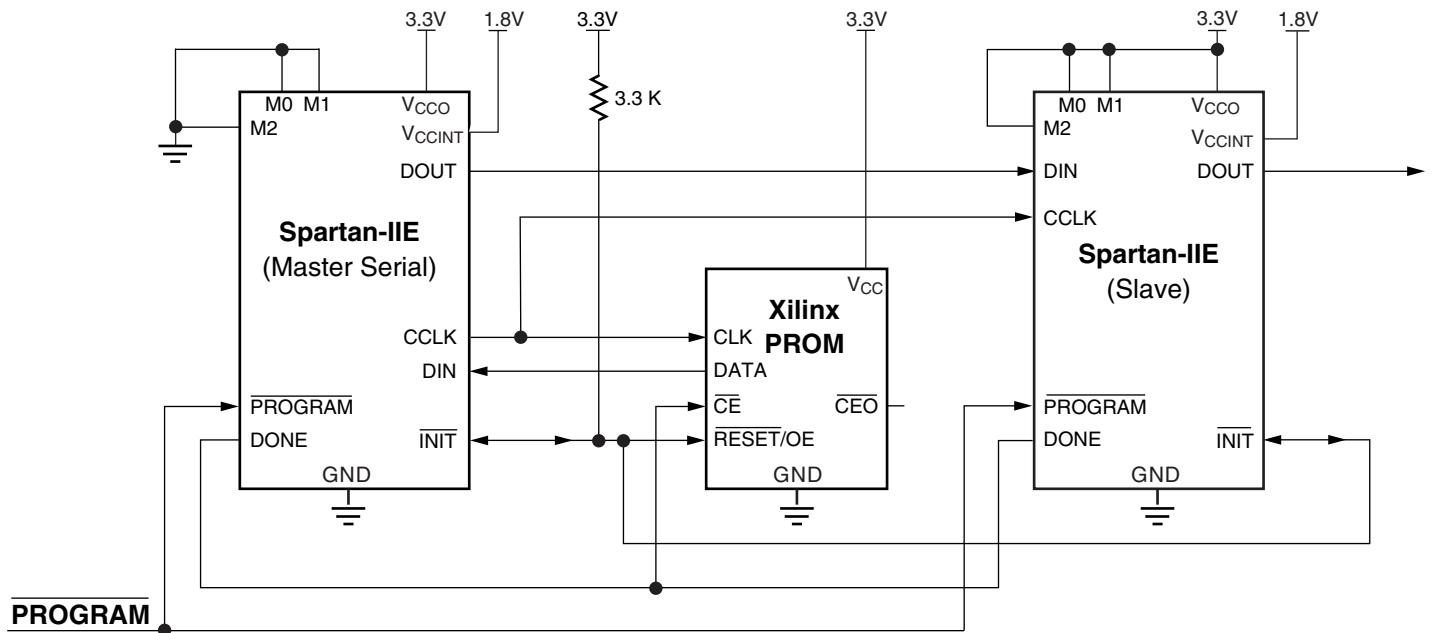 3.3V 1.8V 3.3V 3.3V 3.3V 1.8V
3.3 K
M0 M1 VCCO
M2
VCCINT
DOUT
Spartan-IIE
(Master Serial)
CCLK
DIN
PROGRAM
DONE INIT
GND
VCC
Xilinx
PROM
CLK
DATA
CE CEO
RESET/OE
GND
M0 M1 VCCO
M2
VCCINT
DIN DOUT
CCLK
Spartan-IIE
(Slave)
PROGRAM
DONE INIT
GND
PROGRAM